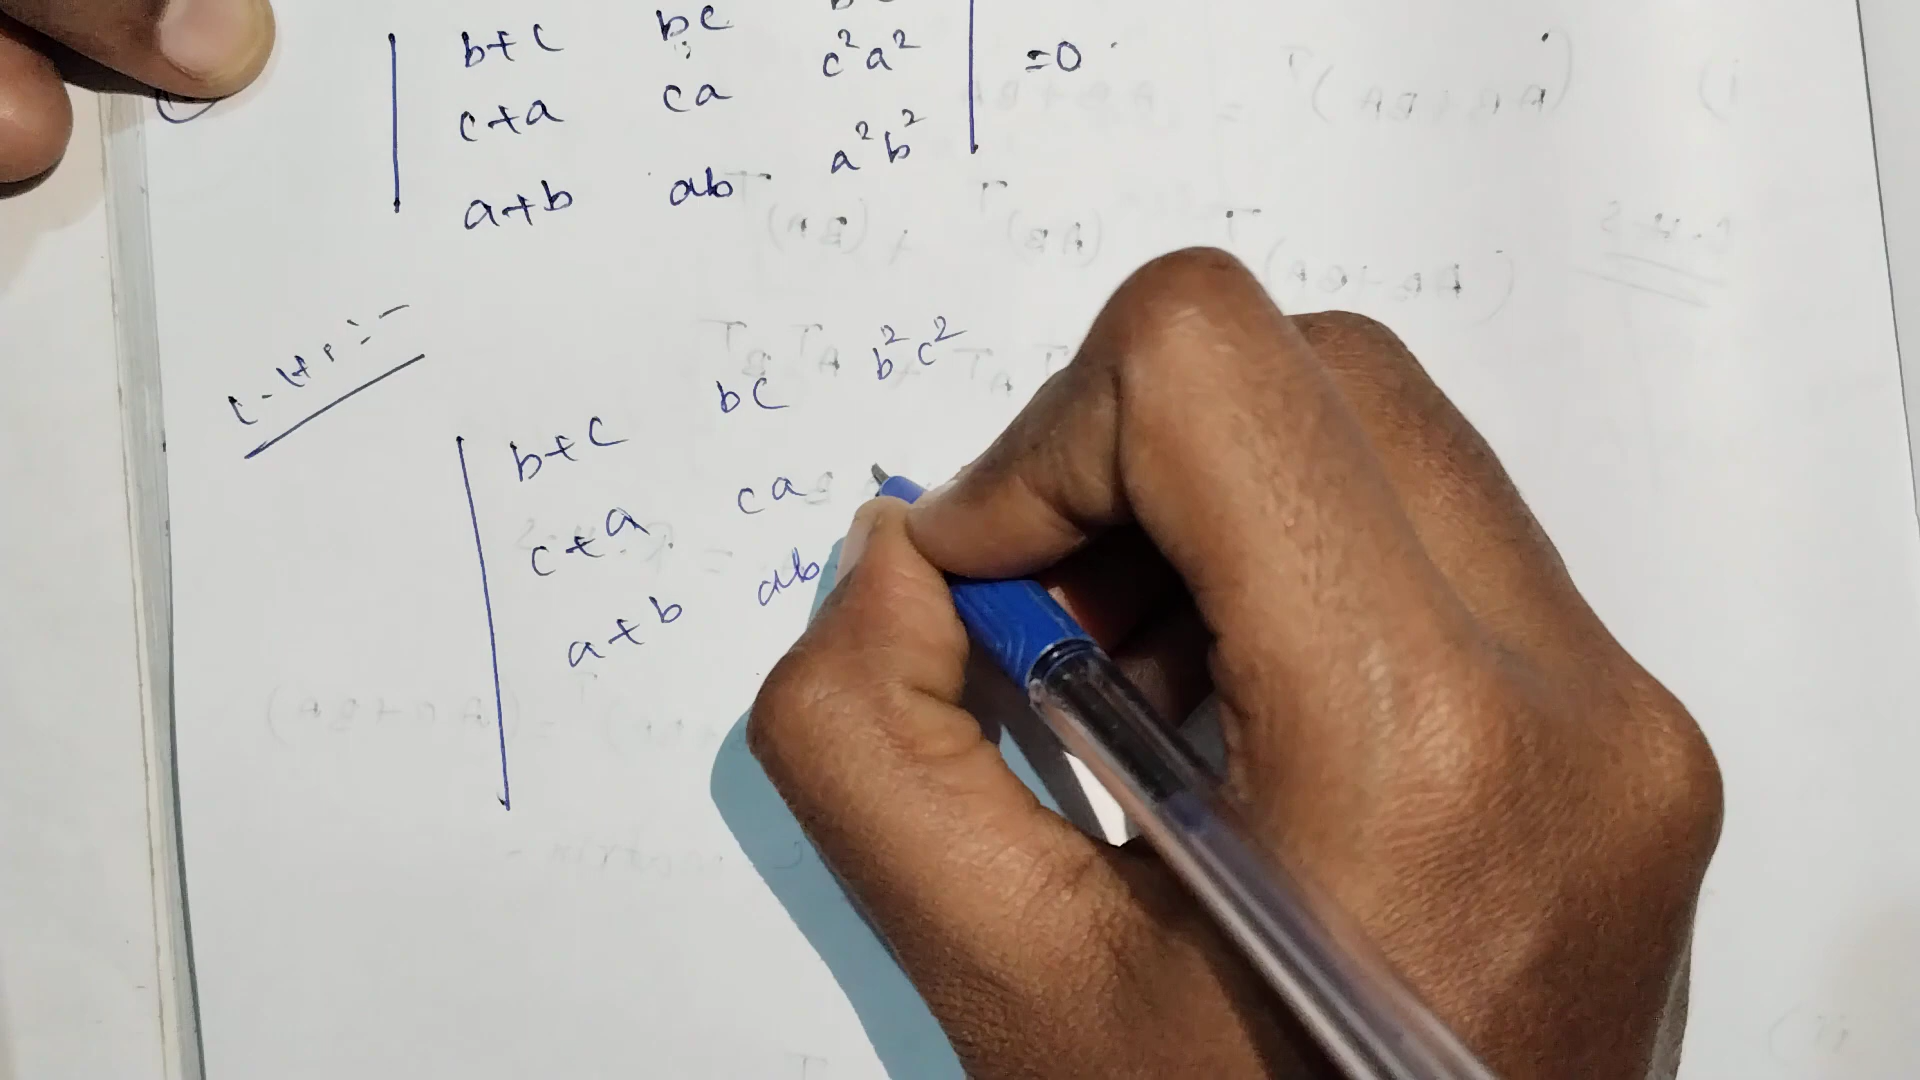 b+c bc
c+a ca c²a² =0
a+b ab a²b²
L.H.S:-
b+c bc b²c²
c+a ca
a+b ab